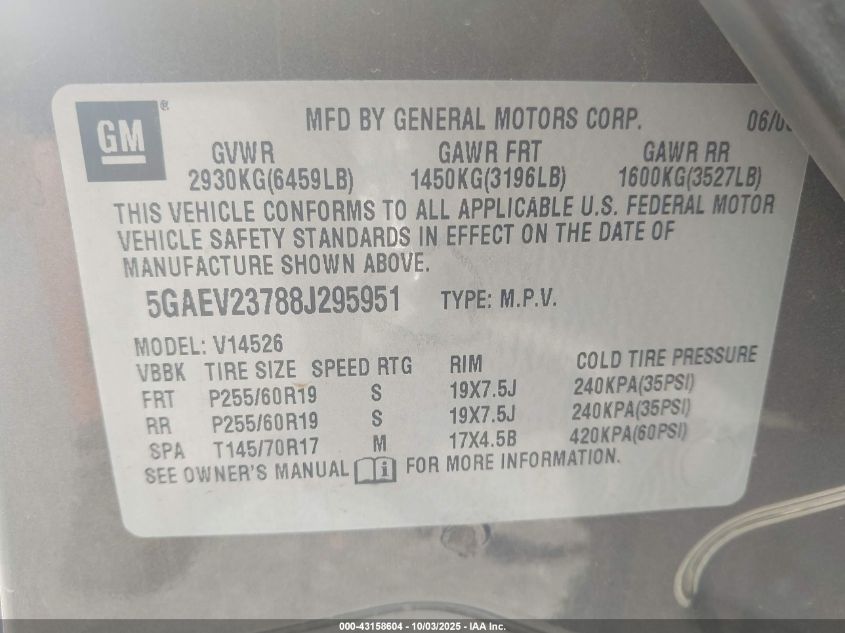 GM®
MFD BY GENERAL MOTORS CORP.
GVWR GAWR FRT GAWR RR
2930KG(6459LB) 1450KG(3196LB) 1600KG(3527LB)
THIS VEHICLE CONFORMS TO ALL APPLICABLE U.S. FEDERAL MOTOR
VEHICLE SAFETY STANDARDS IN EFFECT ON THE DATE OF
MANUFACTURE SHOWN ABOVE.
5GAEV23788J295951 TYPE: M.P.V.
MODEL: V14526
VBBK TIRE SIZE SPEED RTG RIM COLD TIRE PRESSURE
FRT P255/60R19 S 19X7.5J 240KPA(35PSI)
RR P255/60R19 S 19X7.5J 240KPA(35PSI)
SPA T145/70R17 M 17X4.5B 420KPA(60PSI)
SEE OWNER'S MANUAL i FOR MORE INFORMATION.
000-43158604 - 10/03/2025 - IAA Inc.